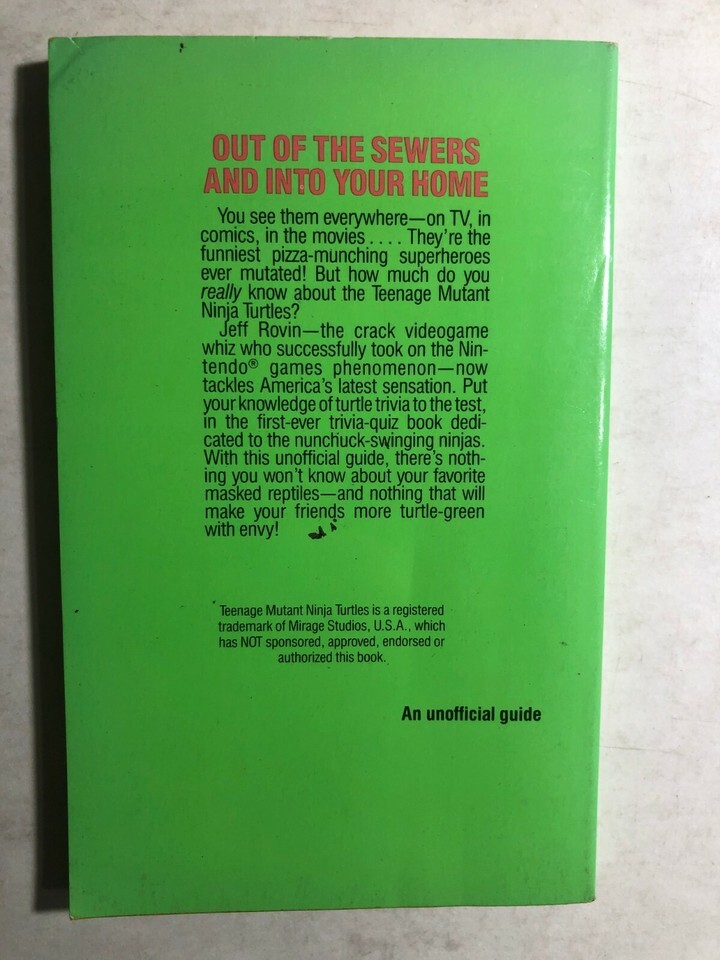 OUT OF THE SEWERS
AND INTO YOUR HOME
You see them everywhere—on TV, in
comics, in the movies . . . . They're the
funniest pizza-munching superheroes
ever mutated! But how much do you
really know about the Teenage Mutant
Ninja Turtles?
Jeff Rovin—the crack videogame
whiz who successfully took on the Nin-
tendo® games phenomenon—now
tackles America's latest sensation. Put
your knowledge of turtle trivia to the test,
in the first-ever trivia-quiz book dedi-
cated to the nunchuck-swinging ninjas.
With this unofficial guide, there's noth-
ing you won't know about your favorite
masked reptiles—and nothing that will
make your friends more turtle-green
with envy!
Teenage Mutant Ninja Turtles is a registered
trademark of Mirage Studios, U.S.A., which
has NOT sponsored, approved, endorsed or
authorized this book.
An unofficial guide